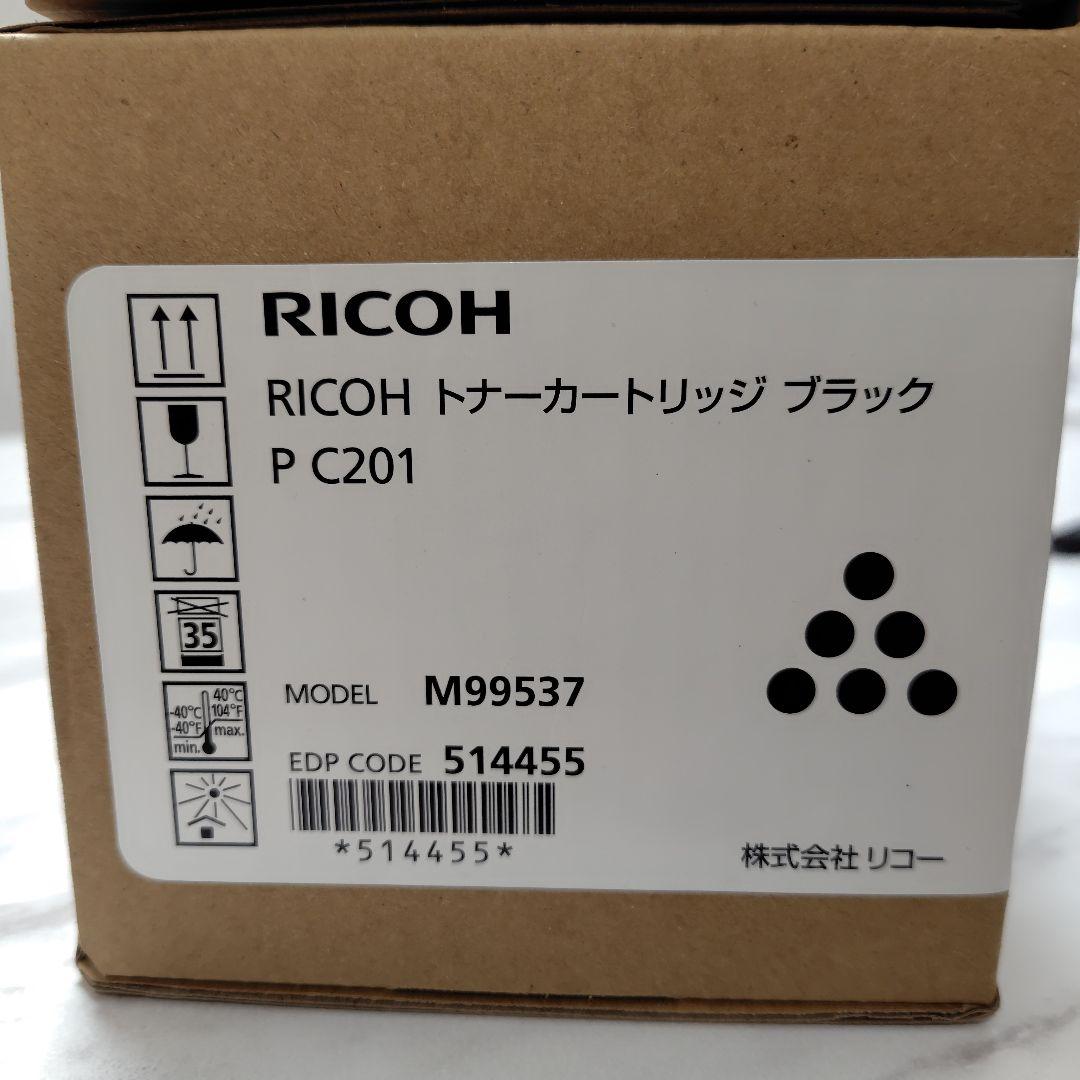 RICOH
RICOH トナーカートリッジ ブラック
P C201
35
40°C
-40°C 104°F
-40°F max.
min.
MODEL M99537
EDP CODE 514455
*514455*
株式会社 リコー